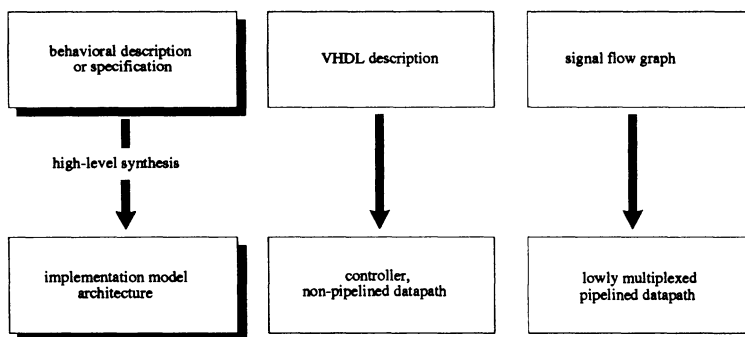 behavioral description
or specification
VHDL description
signal flow graph
high-level synthesis
implementation model
architecture
controller,
non-pipelined datapath
lowly multiplexed
pipelined datapath